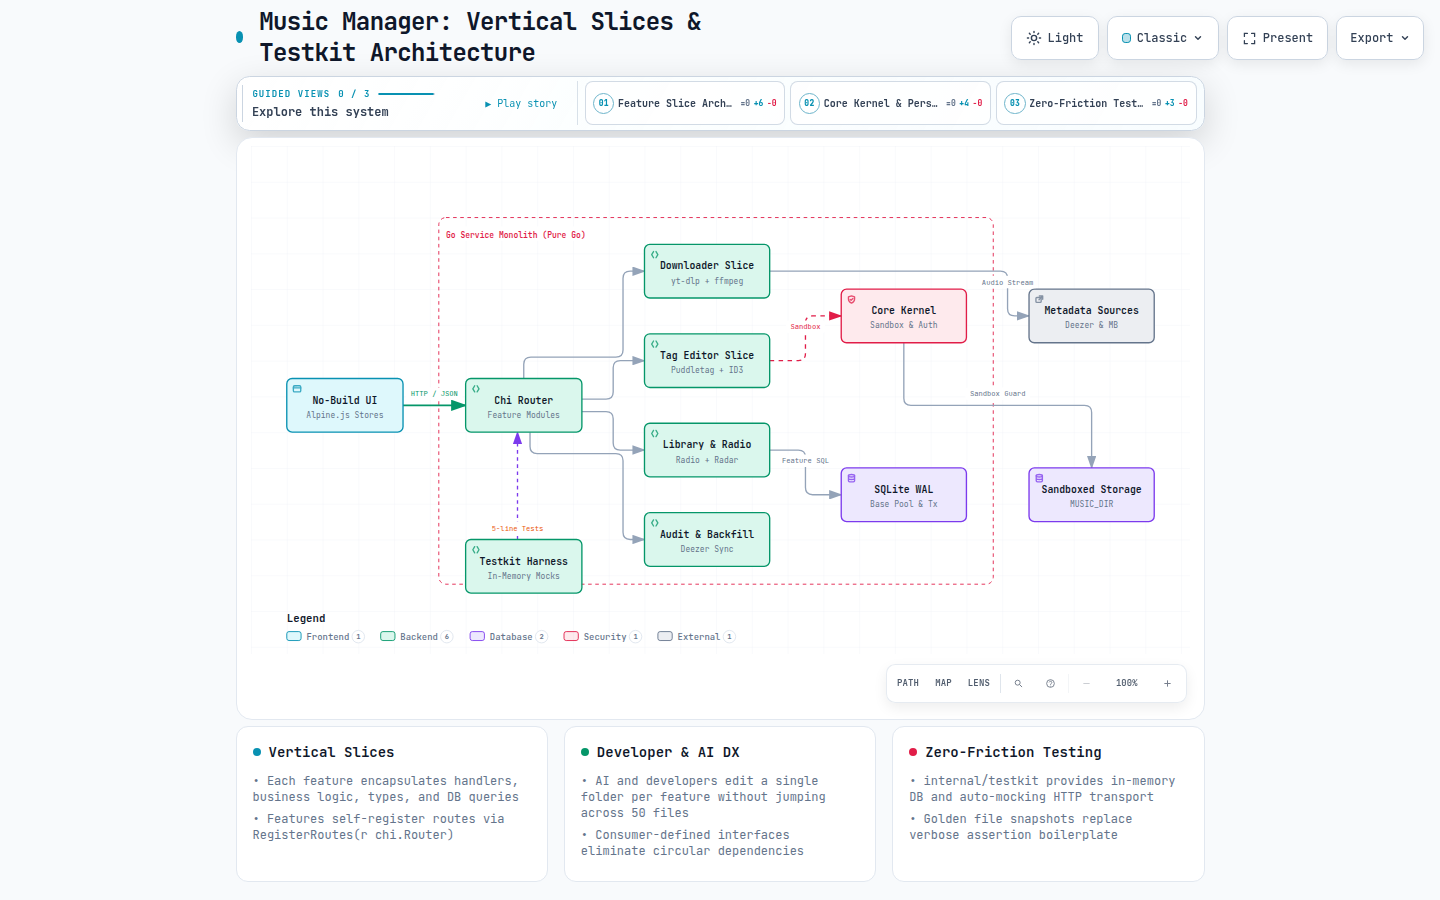 Music Manager: Vertical Slices &
Testkit Architecture
Light
Classic
Present
Export
GUIDED VIEWS 0 / 3
Explore this system
▶ Play story
01 Feature Slice Arch… =0 +6 -0
02 Core Kernel & Pers… =0 +4 -0
03 Zero-Friction Test… =0 +3 -0
Go Service Monolith (Pure Go)
Downloader Slice
yt-dlp + ffmpeg
Audio Stream
Core Kernel
Sandbox & Auth
Metadata Sources
Deezer & MB
Sandbox
Tag Editor Slice
Puddletag + ID3
No-Build UI
Alpine.js Stores
HTTP / JSON
Chi Router
Feature Modules
Sandbox Guard
Library & Radio
Radio + Radar
Feature SQL
SQLite WAL
Base Pool & Tx
Sandboxed Storage
MUSIC_DIR
5-line Tests
Audit & Backfill
Deezer Sync
Testkit Harness
In-Memory Mocks
Legend
Frontend 1
Backend 6
Database 2
Security 1
External 1
PATH
MAP
LENS
100%
Vertical Slices
• Each feature encapsulates handlers,
business logic, types, and DB queries
• Features self-register routes via
RegisterRoutes(r chi.Router)
Developer & AI DX
• AI and developers edit a single
folder per feature without jumping
across 50 files
• Consumer-defined interfaces
eliminate circular dependencies
Zero-Friction Testing
• internal/testkit provides in-memory
DB and auto-mocking HTTP transport
• Golden file snapshots replace
verbose assertion boilerplate